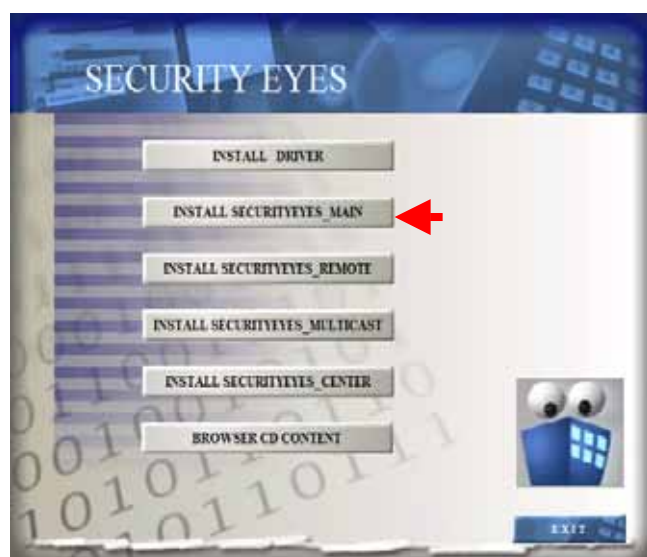 SECURITY EYES
INSTALL DRIVER
INSTALL SECURITYEYES_MAIN
INSTALL SECURITYEYES_REMOTE
INSTALL SECURITYEYES_MULTICAST
INSTALL SECURITYEYES_CENTER
BROWSER CD CONTENT
EXIT